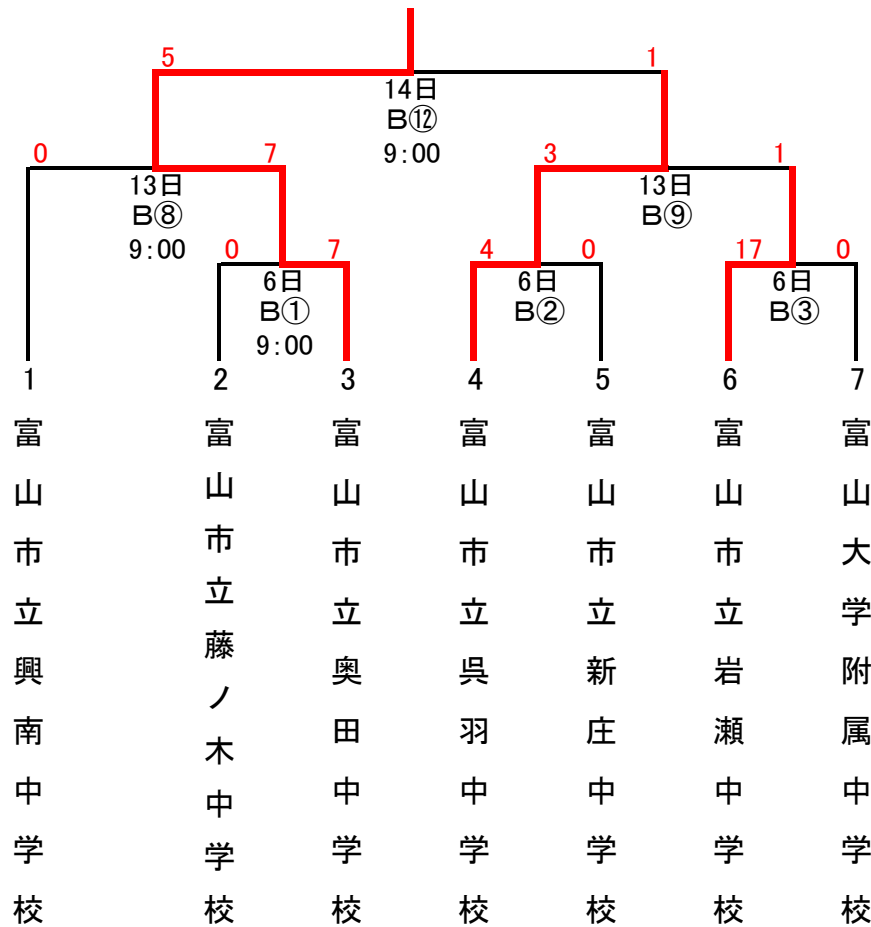 5 1
14日
B⑫
9:00
0 7 3 1
13日 13日
B⑧ B⑨
9:00
0 7 4 0 17 0
6日 6日 6日
B① B② B③
9:00
1 2 3 4 5 6 7
富山市立興南中学校
富山市立藤ノ木中学校
富山市立奥田中学校
富山市立呉羽中学校
富山市立新庄中学校
富山市立岩瀬中学校
富山大学附属中学校